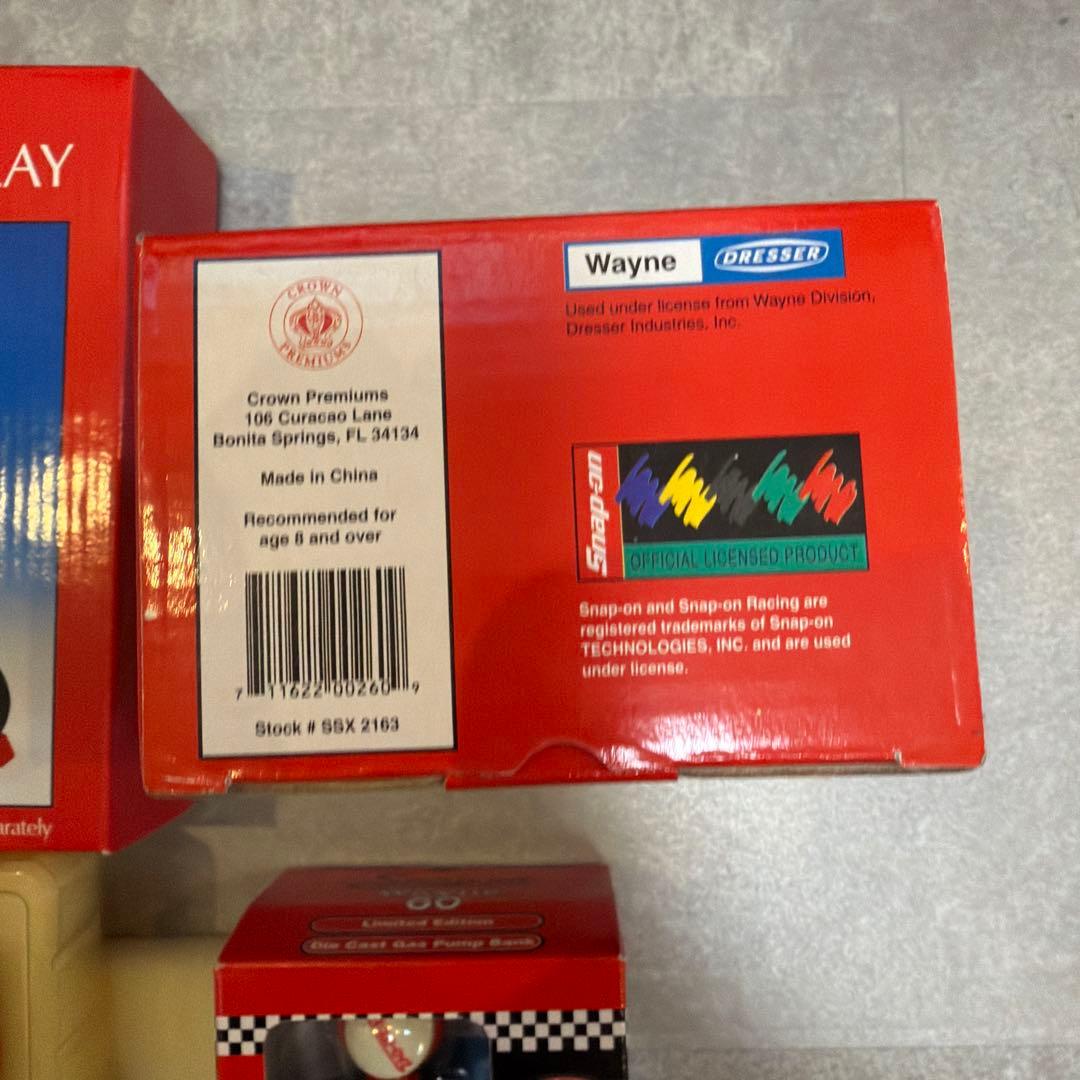 LAY
arately
CROWN
PREMIUMS
Crown Premiums
106 Curacao Lane
Bonita Springs, FL 34134
Made in China
Recommended for
age 8 and over
7 11622 00260 9
Stock # SSX 2163
Wayne DRESSER
Used under license from Wayne Division,
Dresser Industries, Inc.
Snap-on
OFFICIAL LICENSED PRODUCT
Snap-on and Snap-on Racing are
registered trademarks of Snap-on
TECHNOLOGIES, INC. and are used
under license.
Limited Edition
Die Cast Gas Pump Bank